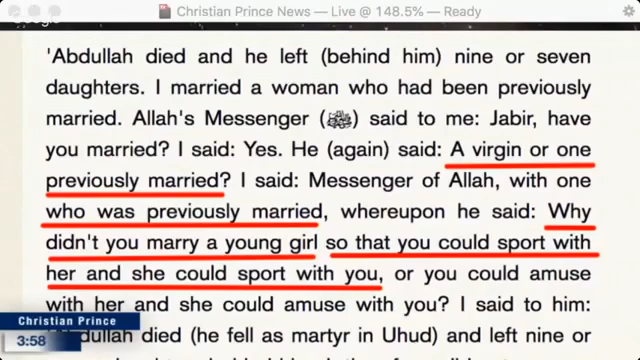 Christian Prince News — Live @ 148.5% — Ready
'Abdullah died and he left (behind him) nine or seven
daughters. I married a woman who had been previously
married. Allah's Messenger (ﷺ) said to me: Jabir, have
you married? I said: Yes. He (again) said: A virgin or one
previously married? I said: Messenger of Allah, with one
who was previously married, whereupon he said: Why
didn't you marry a young girl so that you could sport with
her and she could sport with you, or you could amuse
with her and she could amuse with you? I said to him:
died (he fell as martyr in Uhud) and left nine or
Christian Prince
3:58